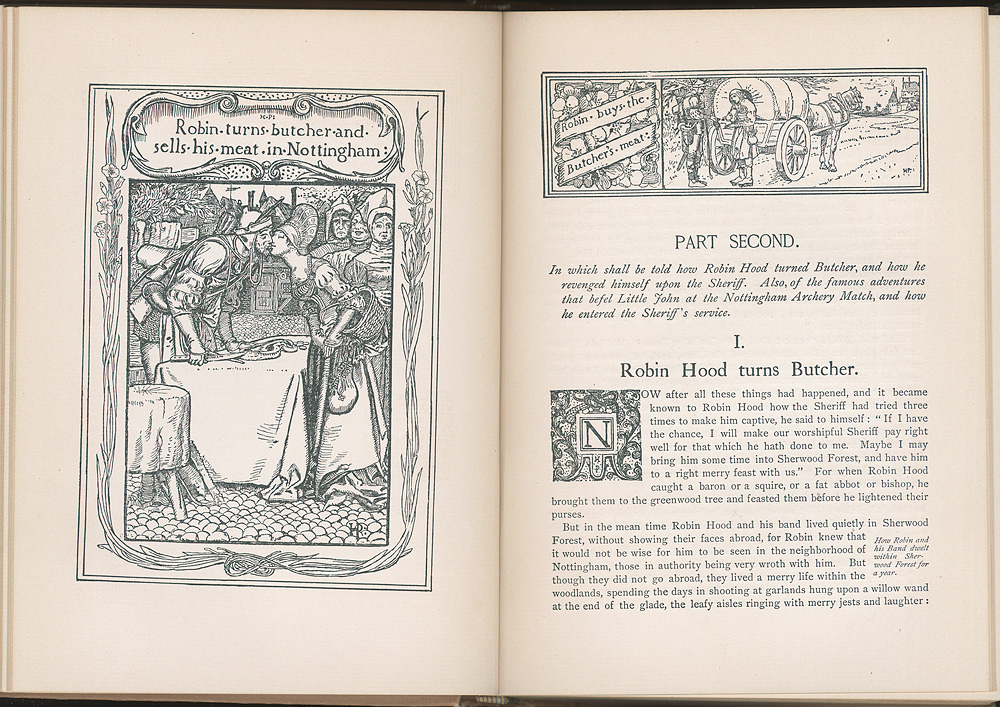 H·P:
Robin·turns·butcher·and·
sells·his·meat·in·Nottingham:
HP:
Robin·buys·the·
Butcher's·meat:
HP:
PART SECOND.
In which shall be told how Robin Hood turned Butcher, and how he
revenged himself upon the Sheriff. Also, of the famous adventures
that befel Little John at the Nottingham Archery Match, and how
he entered the Sheriff's service.
I.
Robin Hood turns Butcher.
NOW after all these things had happened, and it became
known to Robin Hood how the Sheriff had tried three
times to make him captive, he said to himself: "If I have
the chance, I will make our worshipful Sheriff pay right
well for that which he hath done to me. Maybe I may
bring him some time into Sherwood Forest, and have him
to a right merry feast with us." For when Robin Hood
caught a baron or a squire, or a fat abbot or bishop, he
brought them to the greenwood tree and feasted them before he lightened their
purses.
But in the mean time Robin Hood and his band lived quietly in Sherwood
Forest, without showing their faces abroad, for Robin knew that
it would not be wise for him to be seen in the neighborhood of
Nottingham, those in authority being very wroth with him. But
though they did not go abroad, they lived a merry life within the
woodlands, spending the days in shooting at garlands hung upon a willow wand
at the end of the glade, the leafy aisles ringing with merry jests and laughter:
How Robin and
his Band dwelt
within Sher-
wood Forest for
a year.